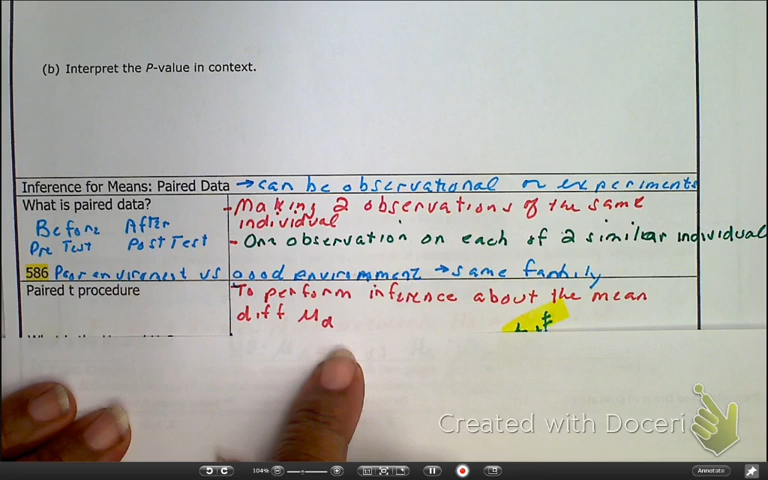 (b) Interpret the P-value in context.
Inference for Means: Paired Data → can be observational or experiments
What is paired data?
- Making 2 observations of the same
individual
Before After
Pre Test Post Test
- One observation on each of 2 similar individual
586 Poor enviroment vs good environment → same family
Paired t procedure
To perform inference about the mean
diff μd
Created with Doceri
104%
Annotate